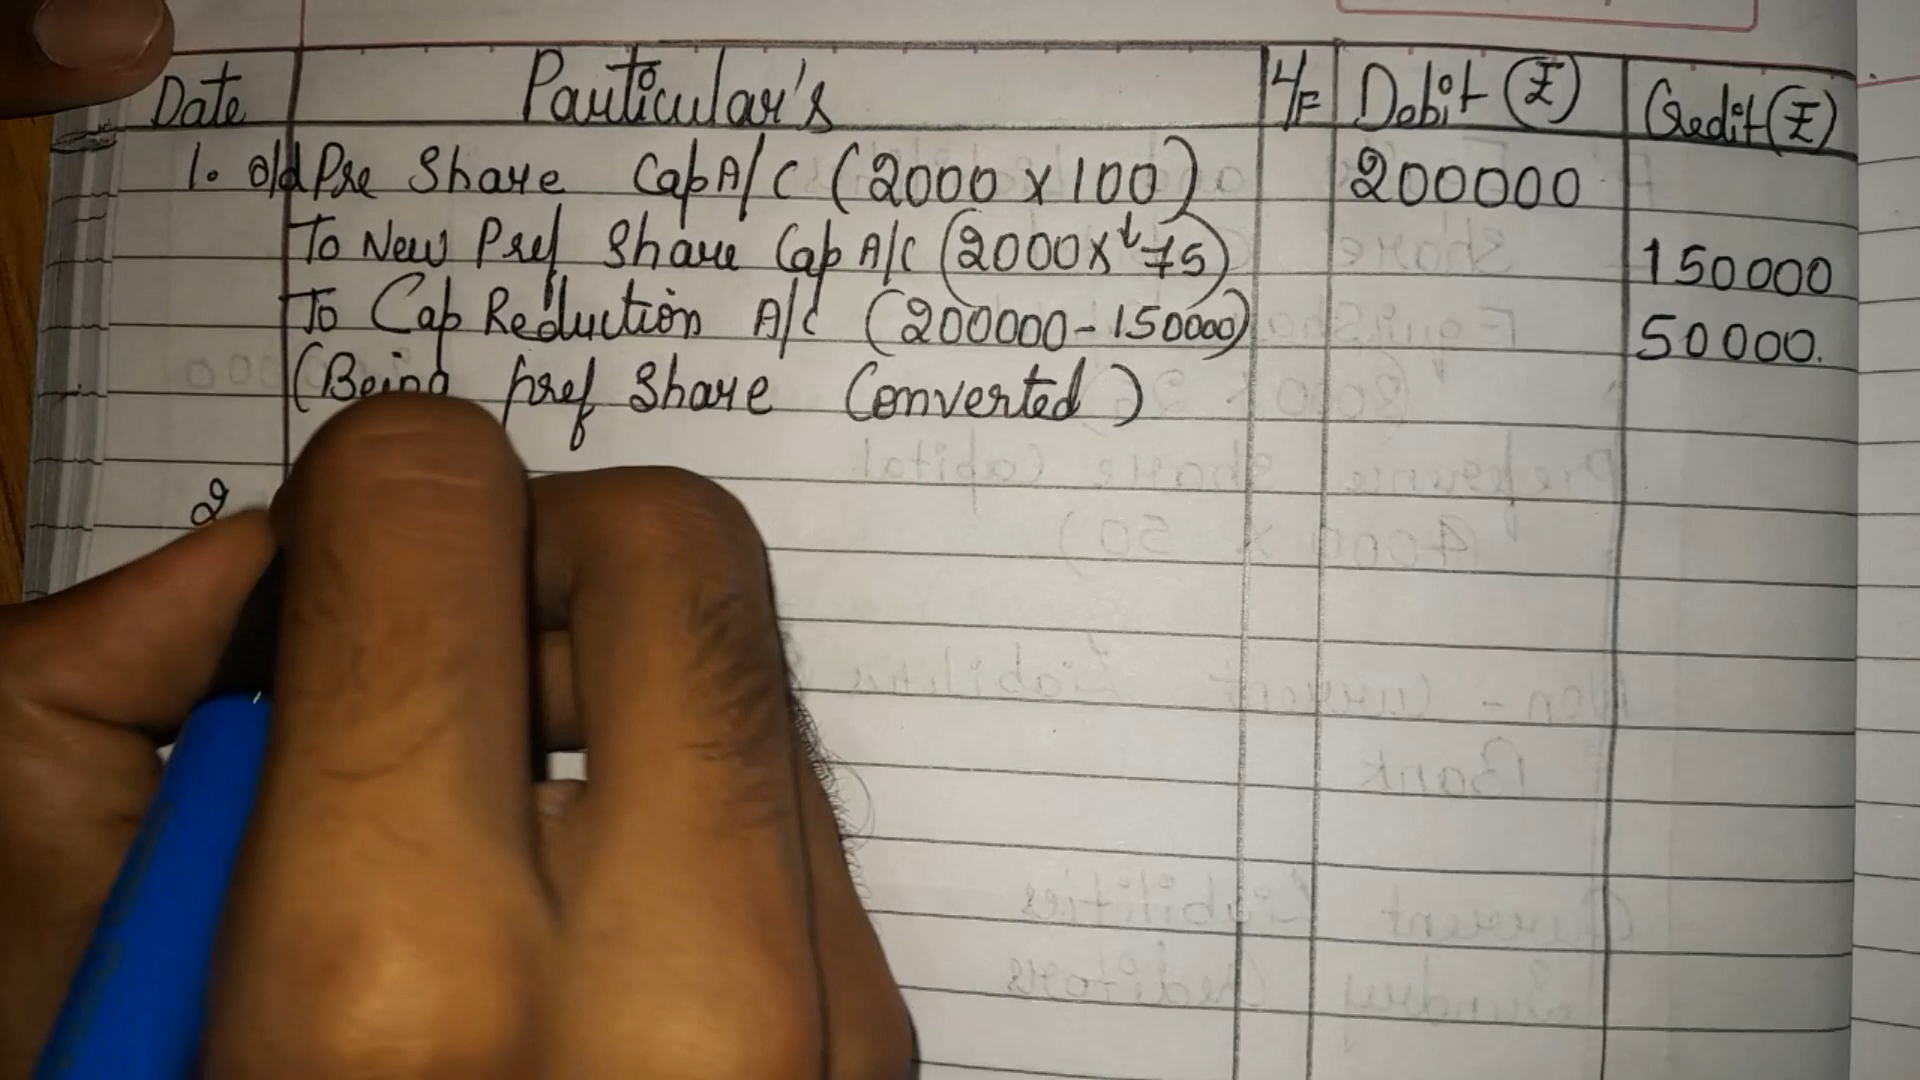 Date Particular's L/F Debit (₹) Credit (₹)
1. old Pre Share Cap A/C (2000 x 100) 200000
To New Pref Share Cap A/C (2000x 75) 150000
To Cap Reduction A/C (200000-150000) 50000.
(Being pref Share Converted)
2